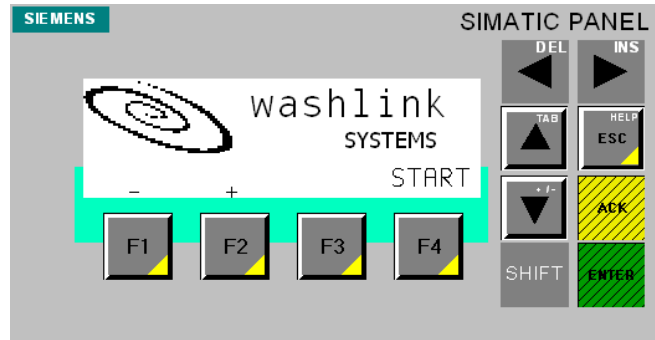 SIEMENS
SIMATIC PANEL
DEL
INS
washlink
SYSTEMS
START
- +
TAB
HELP
ESC
+ / -
ACK
F1 F2 F3 F4
SHIFT
ENTER